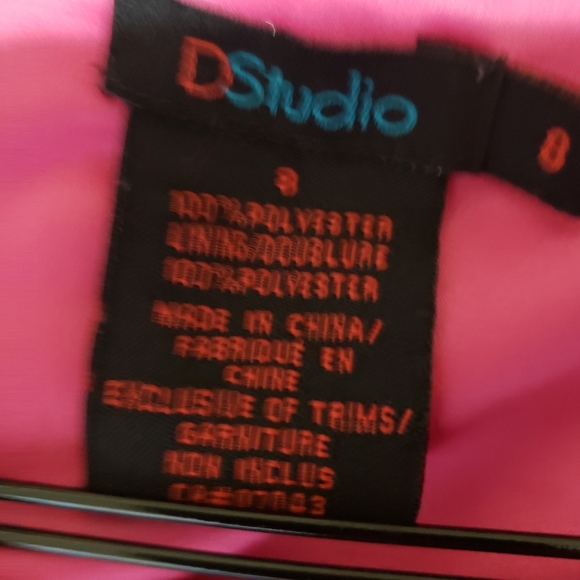 DStudio
8
8
100%POLYESTER
LINING/DOUBLURE
100%POLYESTER
MADE IN CHINA/
FABRIQUÉ EN
CHINE
EXCLUSIVE OF TRIMS/
GARNITURE
NON INCLUS